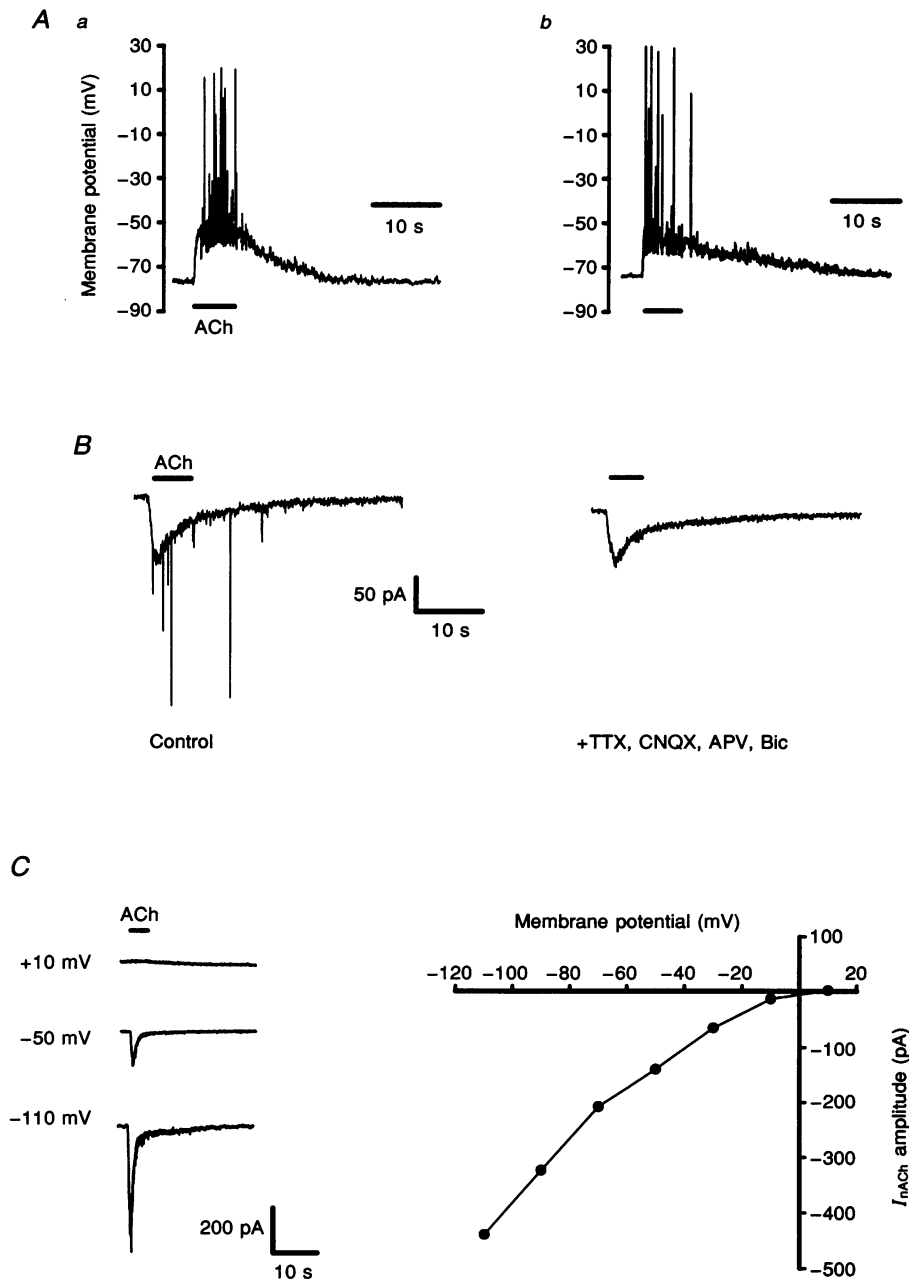 A a b
30
10
−10
−30
−50
−70
−90
Membrane potential (mV)
10 s
ACh
30
10
−10
−30
−50
−70
−90
10 s
B
ACh
50 pA
10 s
Control
+TTX, CNQX, APV, Bic
C
ACh
+10 mV
−50 mV
−110 mV
200 pA
10 s
Membrane potential (mV)
−120 −100 −80 −60 −40 −20 20
100
−100
−200
−300
−400
−500
InACh amplitude (pA)